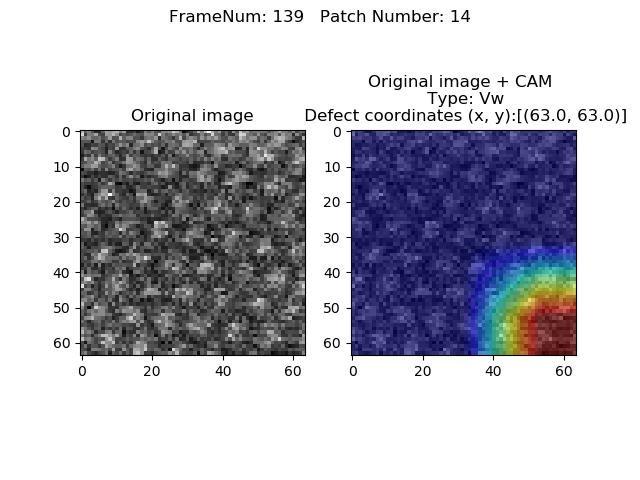 FrameNum: 139   Patch Number: 14
Original image
Original image + CAM
Type: Vw
Defect coordinates (x, y):[(63.0, 63.0)]
0
10
20
30
40
50
60
0 20 40 60
0
10
20
30
40
50
60
0 20 40 60